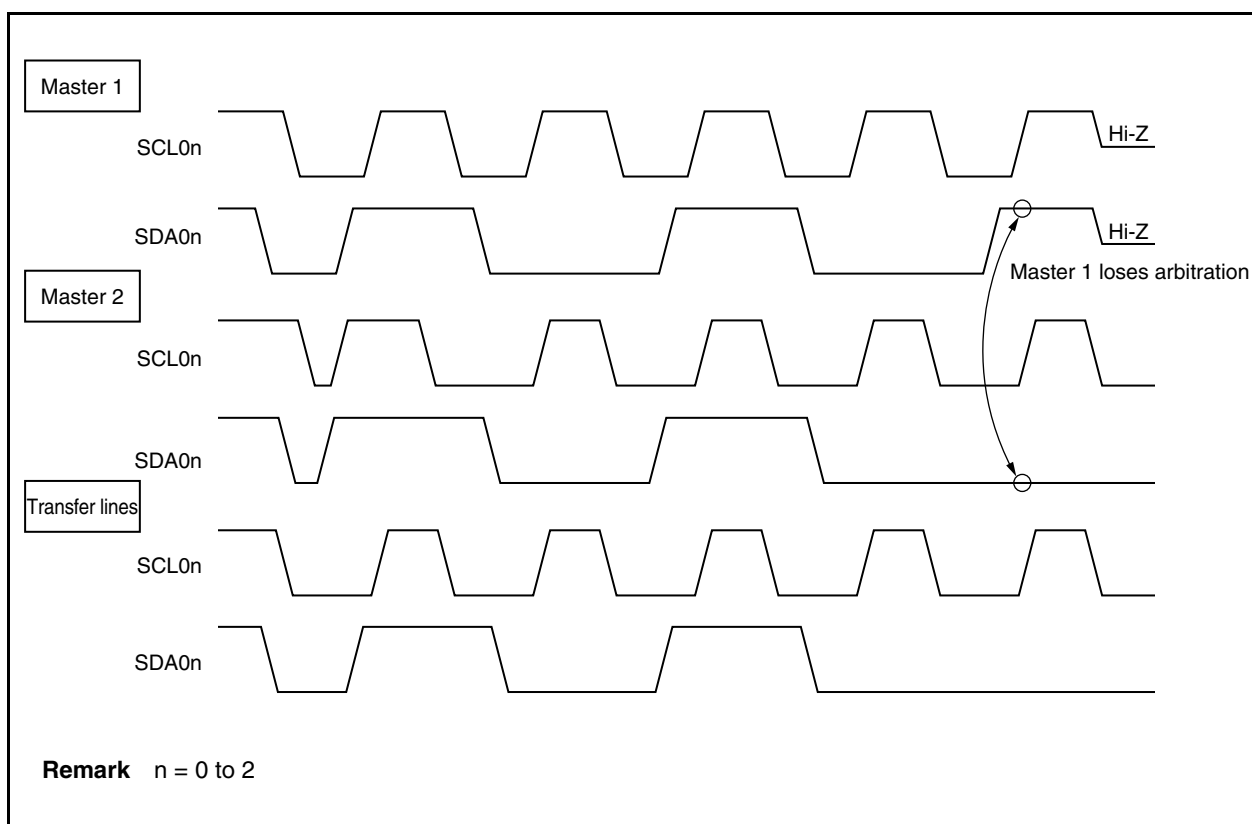 Master 1
SCL0n
Hi-Z
SDA0n
Hi-Z
Master 1 loses arbitration
Master 2
SCL0n
SDA0n
Transfer lines
SCL0n
SDA0n
Remark n = 0 to 2